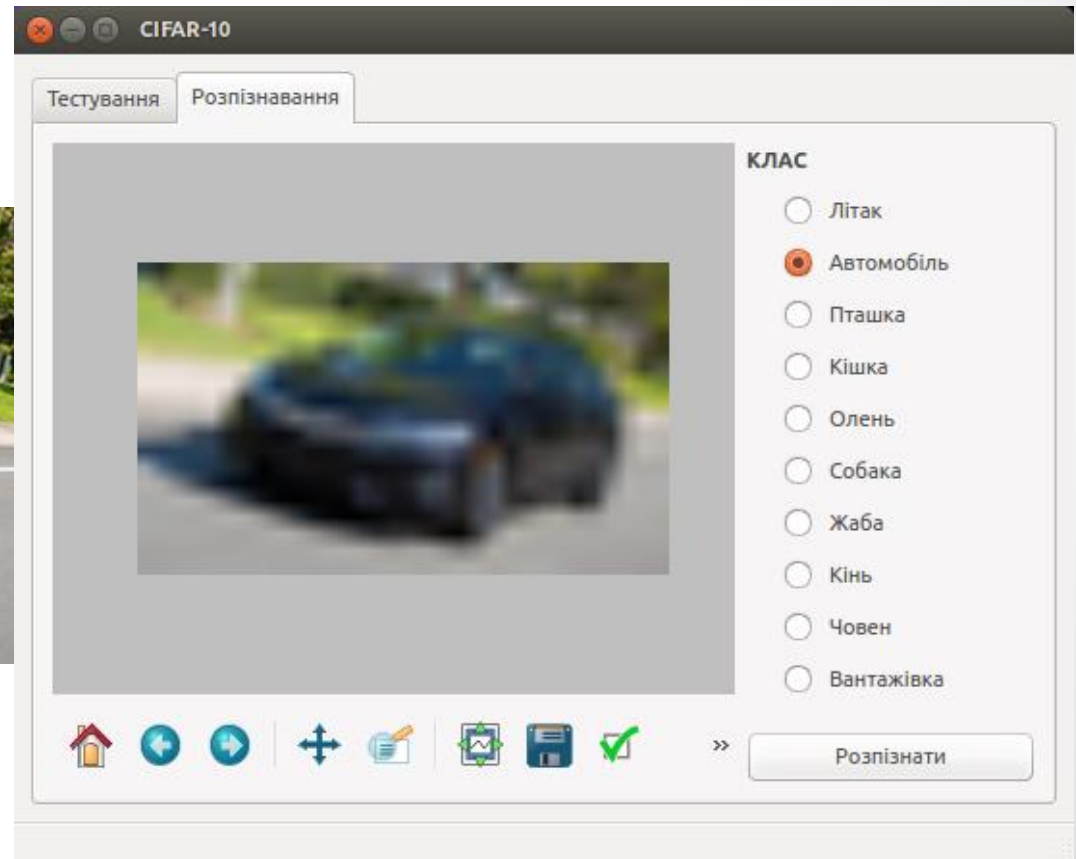 CIFAR-10
Тестування
Розпізнавання
КЛАС
Літак
Автомобіль
Пташка
Кішка
Олень
Собака
Жаба
Кінь
Човен
Вантажівка
»
Розпізнати